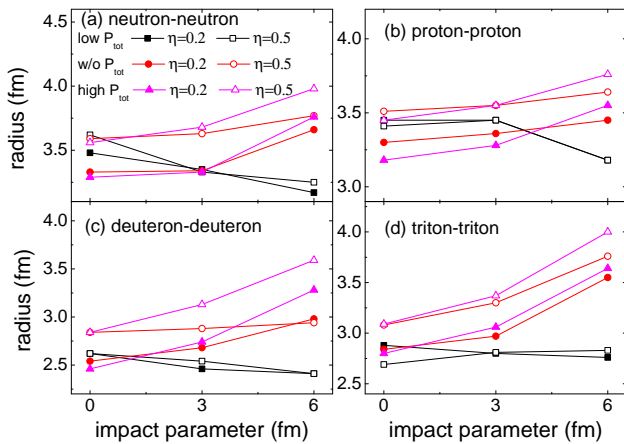 (a) neutron-neutron
low P_tot η=0.2 η=0.5
w/o P_tot η=0.2 η=0.5
high P_tot η=0.2 η=0.5
4.5
4.0
3.5
radius (fm)
(b) proton-proton
4.0
3.5
3.0
(c) deuteron-deuteron
4.0
3.5
3.0
2.5
radius (fm)
0 3 6
impact parameter (fm)
(d) triton-triton
4.0
3.5
3.0
2.5
0 3 6
impact parameter (fm)